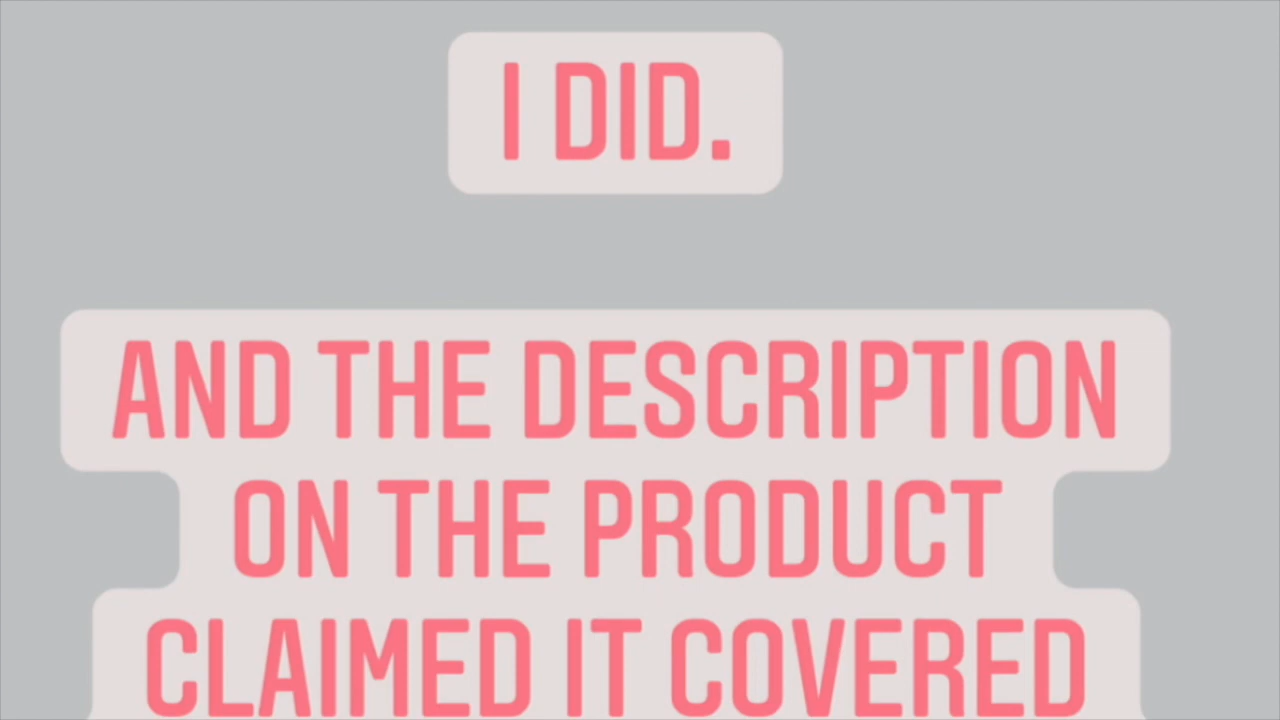 I DID.
AND THE DESCRIPTION
ON THE PRODUCT
CLAIMED IT COVERED